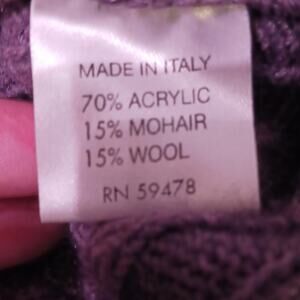 MADE IN ITALY
70% ACRYLIC
15% MOHAIR
15% WOOL
RN 59478